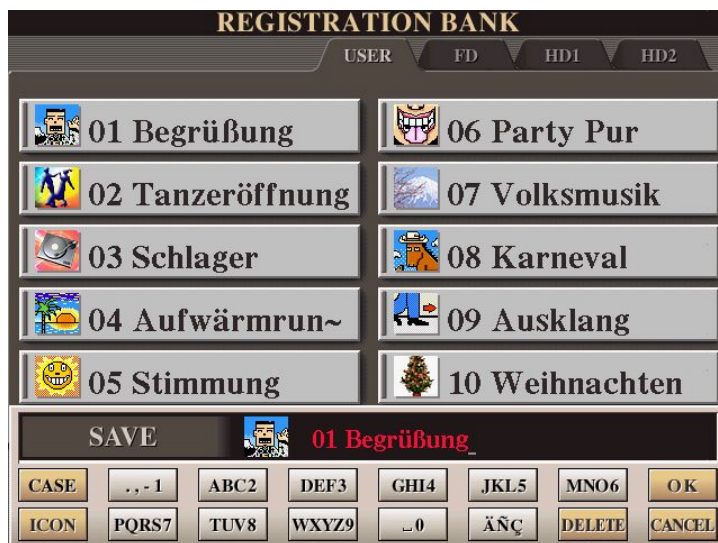 REGISTRATION BANK
USER FD HD1 HD2
01 Begrüßung
06 Party Pur
02 Tanzeröffnung
07 Volksmusik
03 Schlager
08 Karneval
04 Aufwärmrun~
09 Ausklang
05 Stimmung
10 Weihnachten
SAVE 01 Begrüßung_
CASE .,-1 ABC2 DEF3 GHI4 JKL5 MNO6 OK
ICON PQRS7 TUV8 WXYZ9 ⎵0 ÄÑÇ DELETE CANCEL